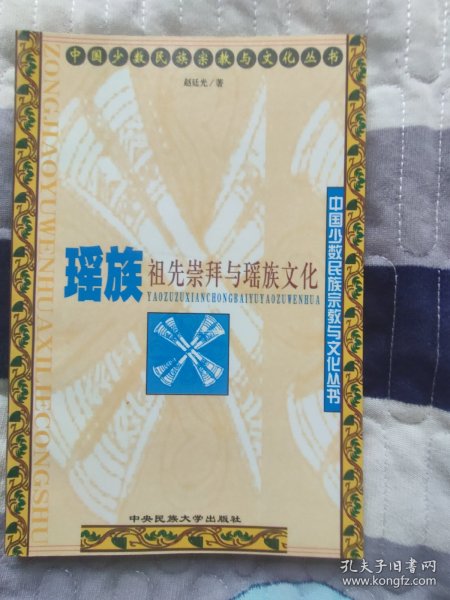 中国少数民族宗教与文化丛书
赵廷光／著
瑶族祖先崇拜与瑶族文化
YAOZUZUXIANCHONGBAIYUYAOZUWENHUA
中国少数民族宗教与文化丛书
ZONGJIAOYUWENHUAXILIECONGSHU
中央民族大学出版社
孔夫子旧书网
www.kongfz.com